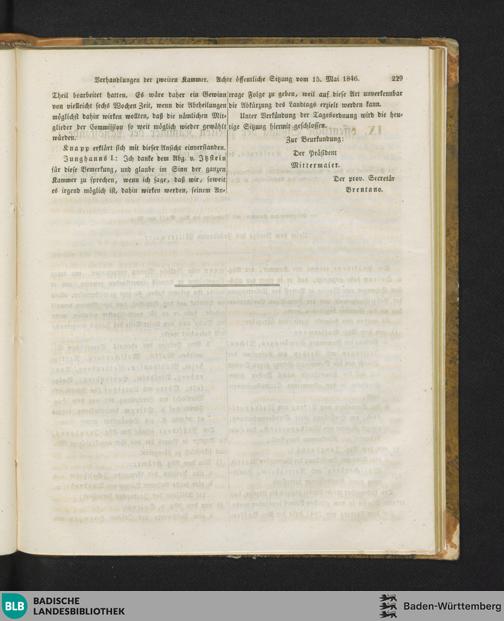 Verhandlungen der zweiten Kammer. Achte öffentliche Sitzung vom 15. Mai 1846. 229
Theil bearbeitet hatten. Es wäre daher ein Gewinn
von vielleicht sechs Wochen Zeit, wenn die Abtheilungen
möglichst dahin wirken wollten, daß die nämlichen Mit-
glieder der Commission so weit möglich wieder gewählt
würden.
Knapp erklärt sich mit dieser Ansicht einverstanden.
Junghanns I.: Ich danke dem Abg. v. Itzstein
für diese Bemerkung, und glaube im Sinn der ganzen
Kammer zu sprechen, wenn ich sage, daß wir, soweit
es irgend möglich ist, dahin wirken werden, seinem An-
trage Folge zu geben, weil auf diese Art unverkennbar
die Abkürzung des Landtags erzielt werden kann.
Unter Verkündung der Tagesordnung wird die heu-
tige Sitzung hiermit geschlossen.
Zur Beurkundung:
Der Präsident
Mittermaier.
Der prov. Secretär
Brentano.
BLB BADISCHE
LANDESBIBLIOTHEK
Baden-Württemberg